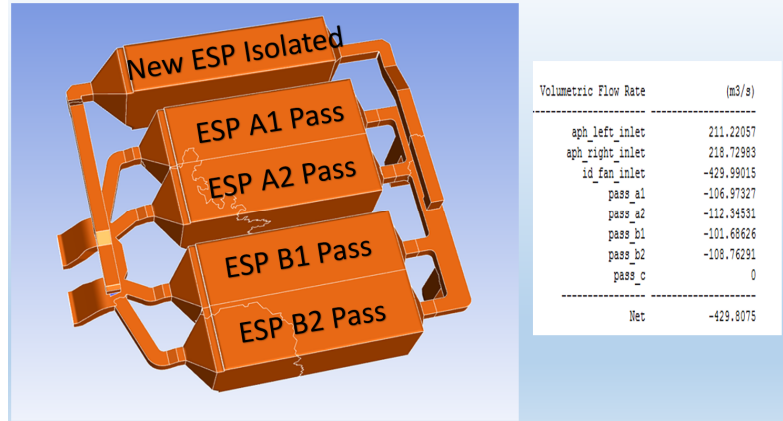 New ESP Isolated
ESP A1 Pass
ESP A2 Pass
ESP B1 Pass
ESP B2 Pass
Volumetric Flow Rate (m3/s)
-------------------- --------------------
aph_left_inlet 211.22057
aph_right_inlet 218.72983
id_fan_inlet -429.99015
pass_a1 -106.97327
pass_a2 -112.34531
pass_b1 -101.68626
pass_b2 -108.76291
pass_c 0
---------------- --------------------
Net -429.8075